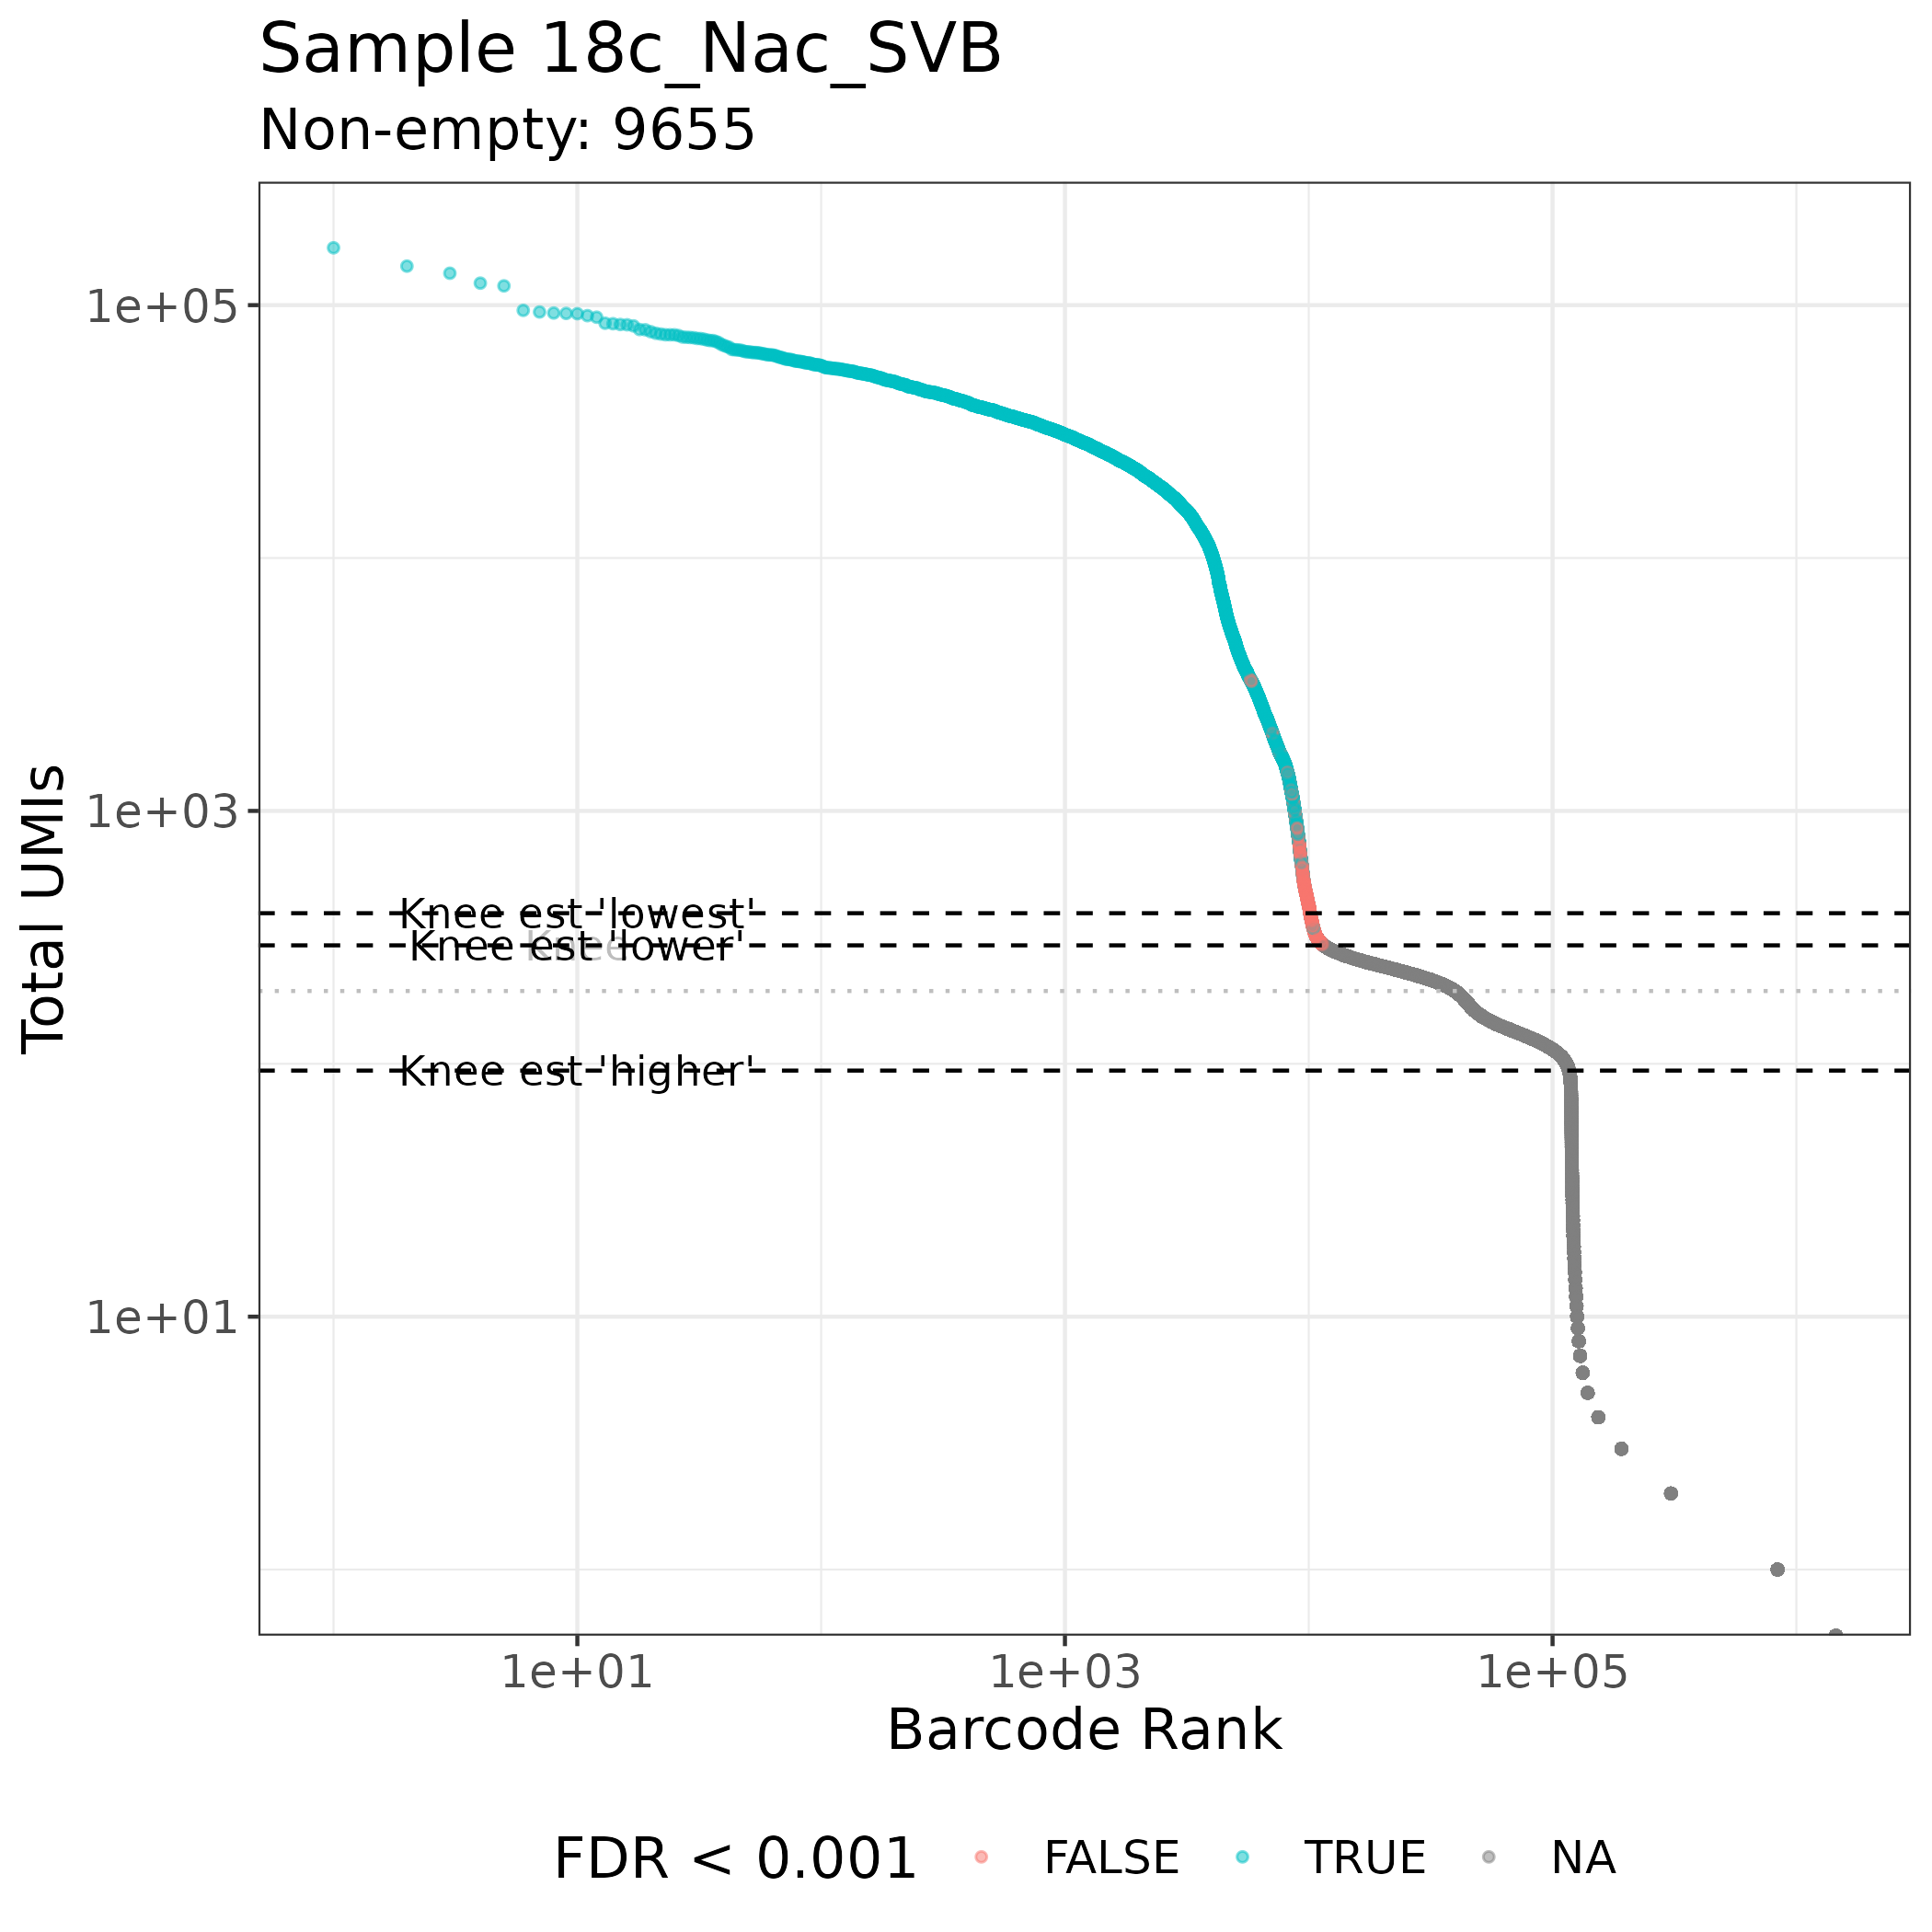 Sample 18c_Nac_SVB
Non-empty: 9655
Total UMIs
1e+05
1e+03
Knee est 'lowest'
Knee est 'lower'
Knee
Knee est 'higher'
1e+01
1e+01
1e+03
1e+05
Barcode Rank
FDR < 0.001
FALSE
TRUE
NA